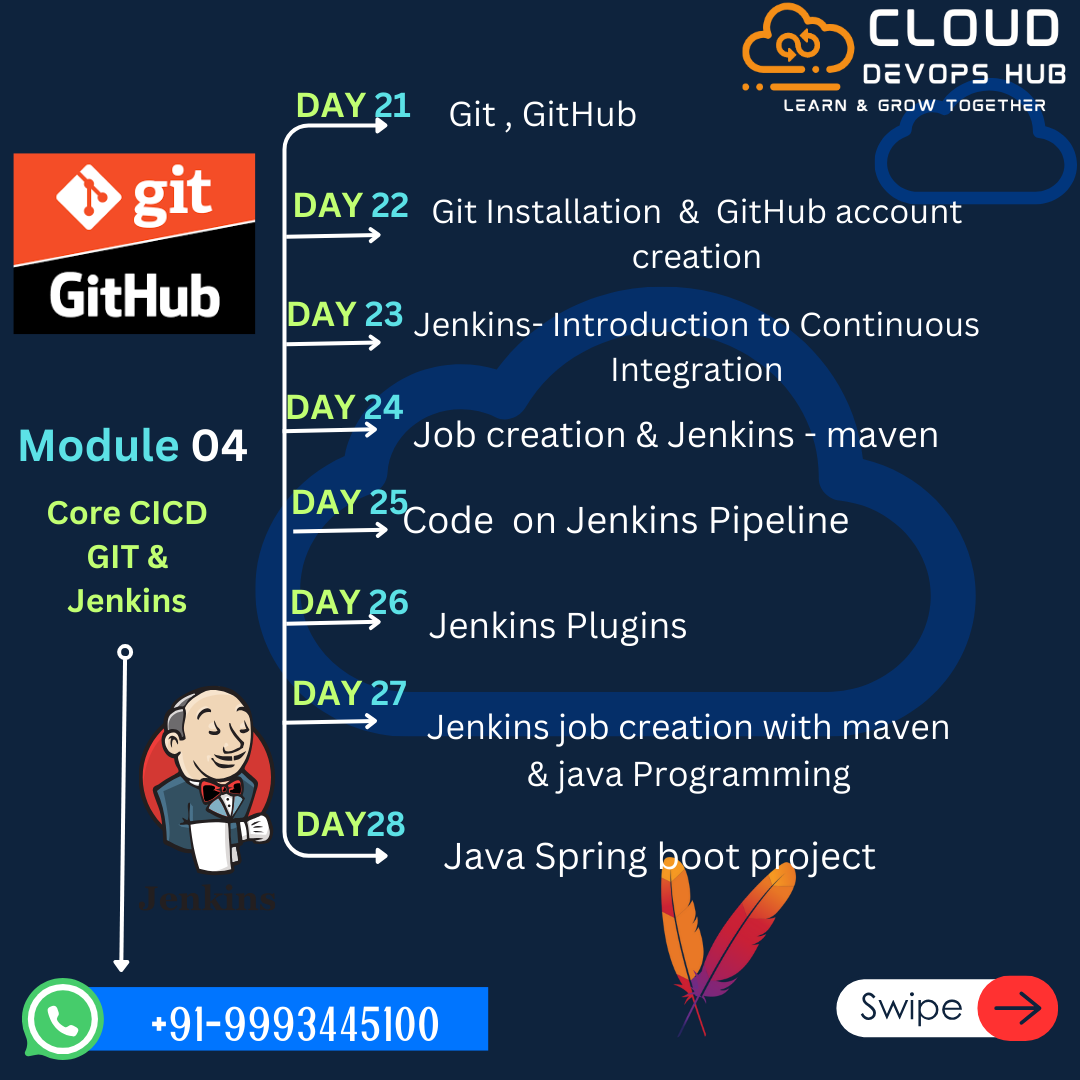 CLOUD
DEVOPS HUB
LEARN & GROW TOGETHER
git
GitHub
Module 04
Core CICD
GIT &
Jenkins
Jenkins
DAY 21
Git , GitHub
DAY 22
Git Installation & GitHub account
creation
DAY 23
Jenkins- Introduction to Continuous
Integration
DAY 24
Job creation & Jenkins - maven
DAY 25
Code on Jenkins Pipeline
DAY 26
Jenkins Plugins
DAY 27
Jenkins job creation with maven
& java Programming
DAY28
Java Spring boot project
+91-9993445100
Swipe